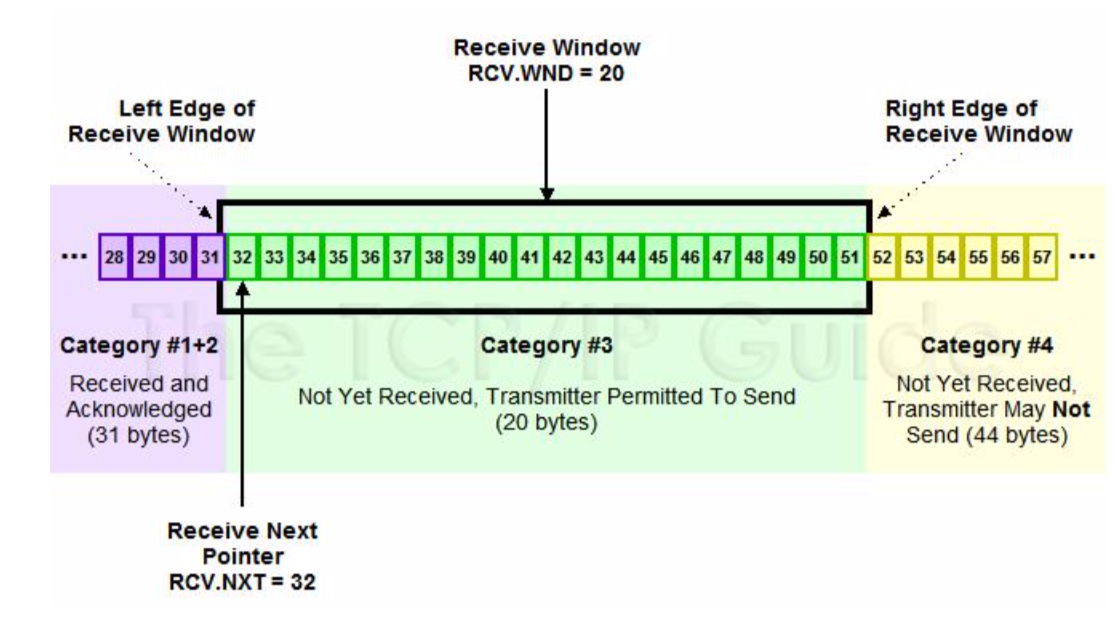 Receive Window
RCV.WND = 20
Left Edge of
Receive Window
Right Edge of
Receive Window
... 28 29 30 31 32 33 34 35 36 37 38 39 40 41 42 43 44 45 46 47 48 49 50 51 52 53 54 55 56 57 ...
The TCP/IP Guide
Category #1+2
Received and
Acknowledged
(31 bytes)
Category #3
Not Yet Received, Transmitter Permitted To Send
(20 bytes)
Category #4
Not Yet Received,
Transmitter May Not
Send (44 bytes)
Receive Next
Pointer
RCV.NXT = 32